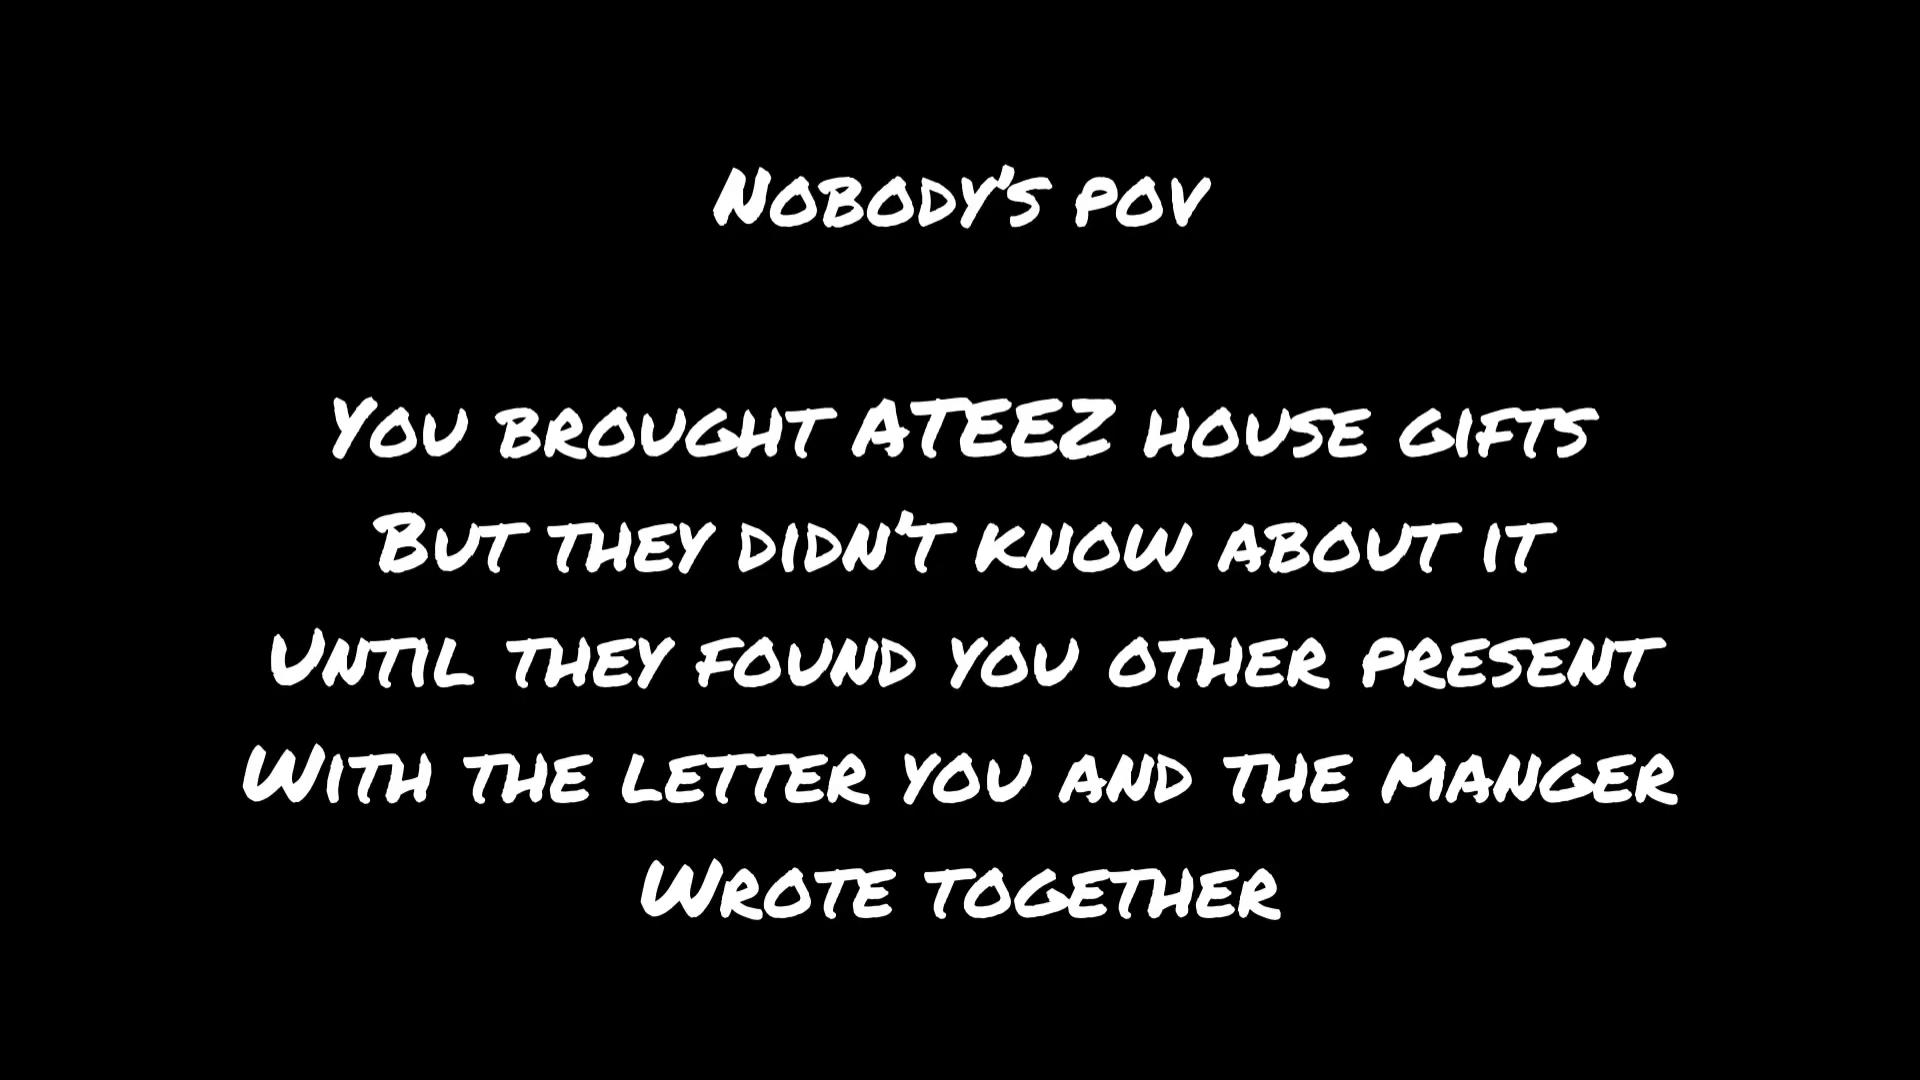 Nobody's pov
You brought ATEEZ house gifts
But they didn't know about it
Until they found you other present
With the letter you and the manger
Wrote together